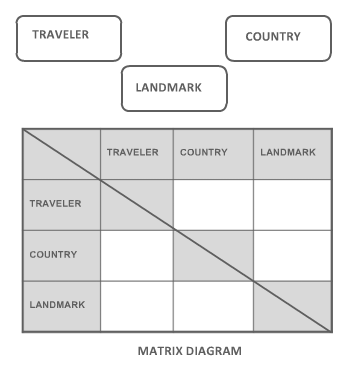 TRAVELER
COUNTRY
LANDMARK
TRAVELER COUNTRY LANDMARK
TRAVELER
COUNTRY
LANDMARK
MATRIX DIAGRAM